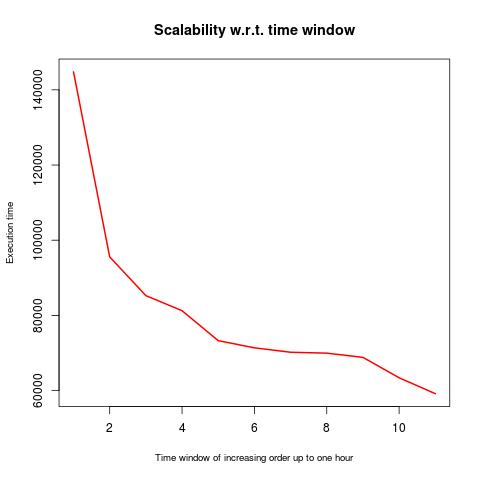 Scalability w.r.t. time window
140000
120000
100000
80000
60000
Execution time
2 4 6 8 10
Time window of increasing order up to one hour